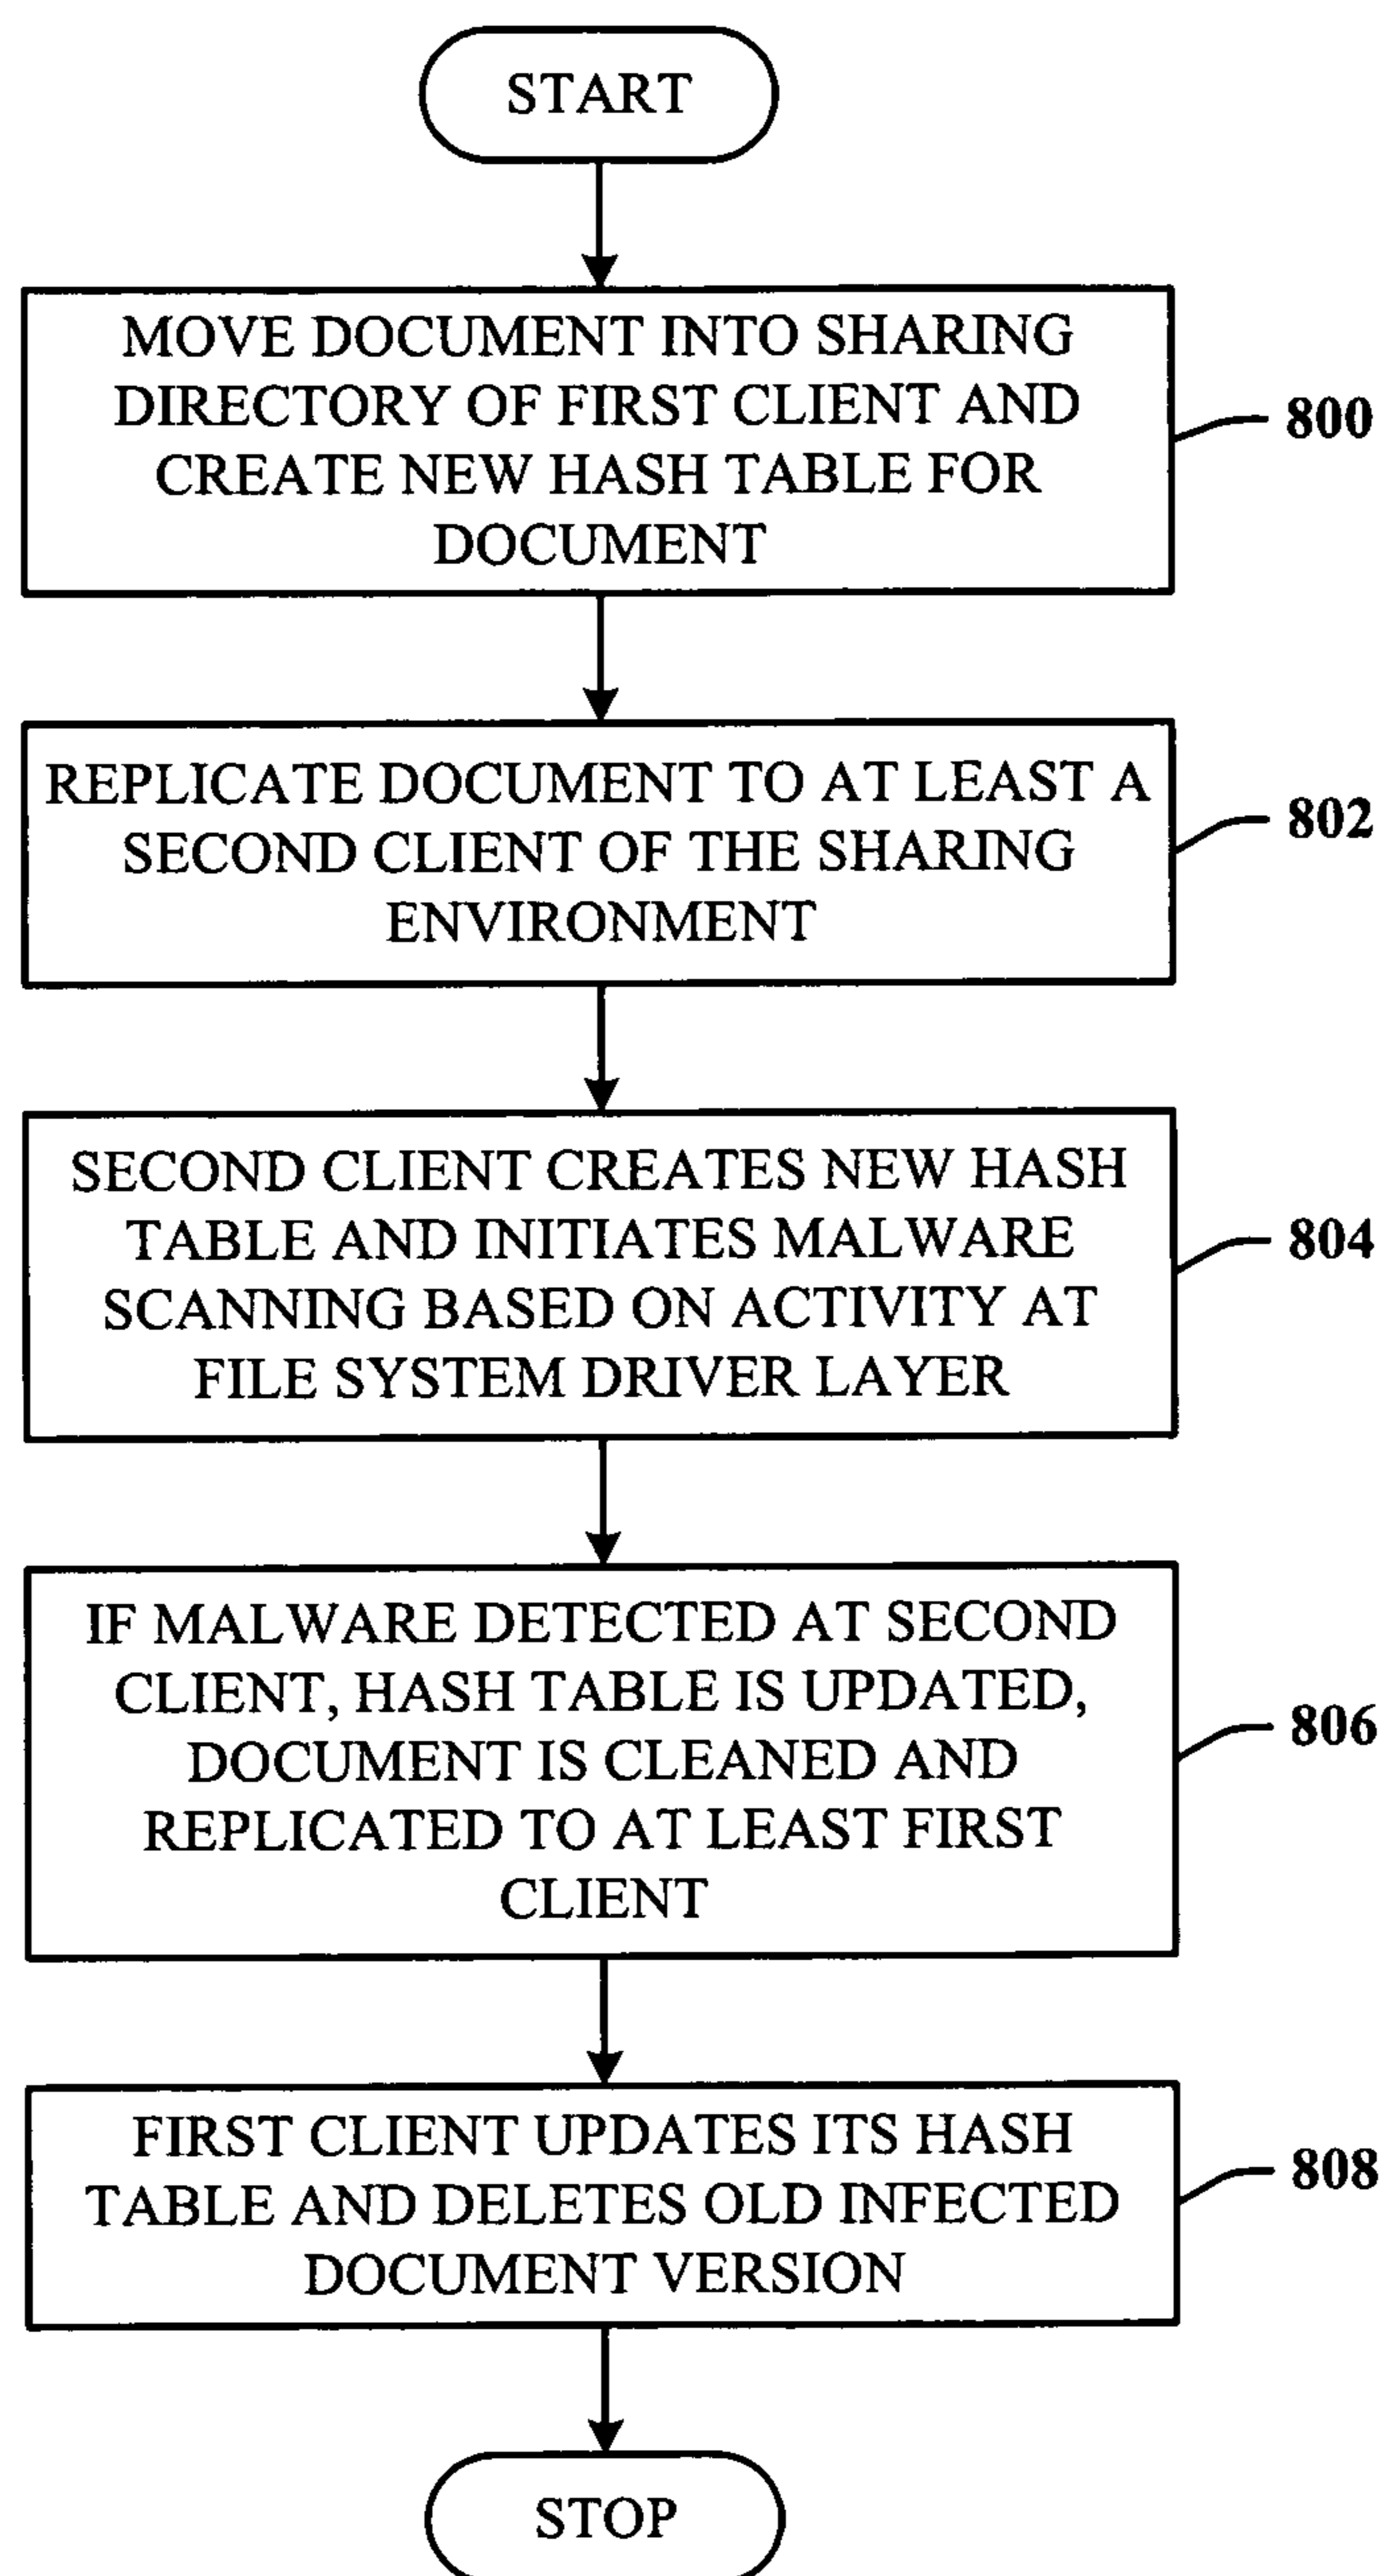 START
MOVE DOCUMENT INTO SHARING
DIRECTORY OF FIRST CLIENT AND
CREATE NEW HASH TABLE FOR
DOCUMENT
800
REPLICATE DOCUMENT TO AT LEAST A
SECOND CLIENT OF THE SHARING
ENVIRONMENT
802
SECOND CLIENT CREATES NEW HASH
TABLE AND INITIATES MALWARE
SCANNING BASED ON ACTIVITY AT
FILE SYSTEM DRIVER LAYER
804
IF MALWARE DETECTED AT SECOND
CLIENT, HASH TABLE IS UPDATED,
DOCUMENT IS CLEANED AND
REPLICATED TO AT LEAST FIRST
CLIENT
806
FIRST CLIENT UPDATES ITS HASH
TABLE AND DELETES OLD INFECTED
DOCUMENT VERSION
808
STOP